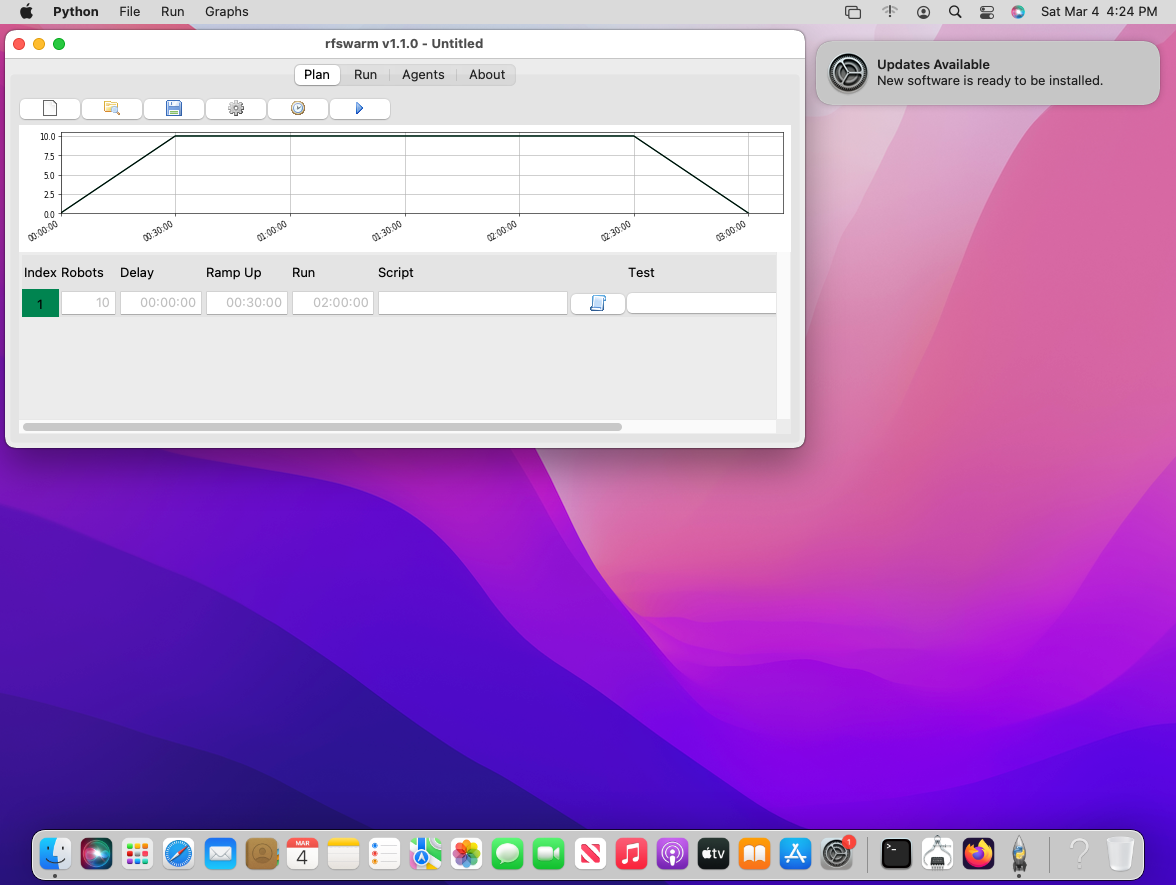 Python File Run Graphs Sat Mar 4 4:24 PM
rfswarm v1.1.0 - Untitled
Updates Available
New software is ready to be installed.
Plan Run Agents About
10.0
7.5
5.0
2.5
0.0
00:00:00 00:30:00 01:00:00 01:30:00 02:00:00 02:30:00 03:00:00
Index Robots Delay Ramp Up Run Script Test
1 10 00:00:00 00:30:00 02:00:00
MAR
4
tv
1
>_
?